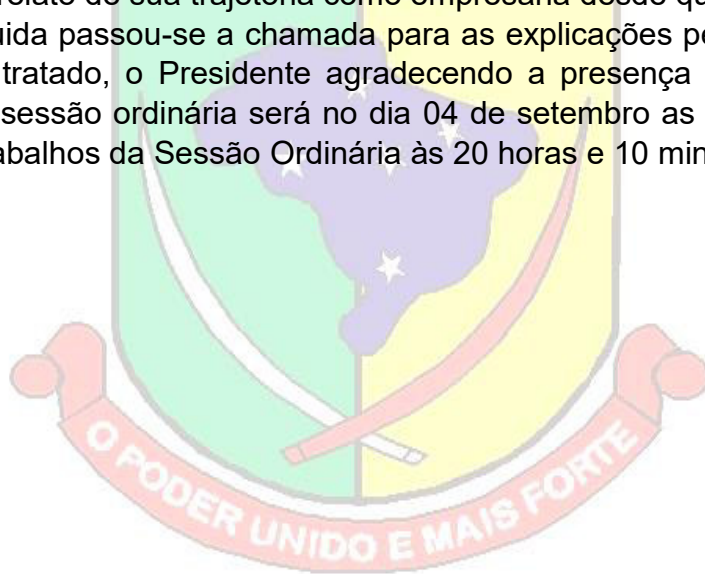 relato de sua trajetória como empresária desde qu
uida passou-se a chamada para as explicações pe
tratado, o Presidente agradecendo a presença
sessão ordinária será no dia 04 de setembro as
abalhos da Sessão Ordinária às 20 horas e 10 min
O PODER UNIDO E MAIS FORTE